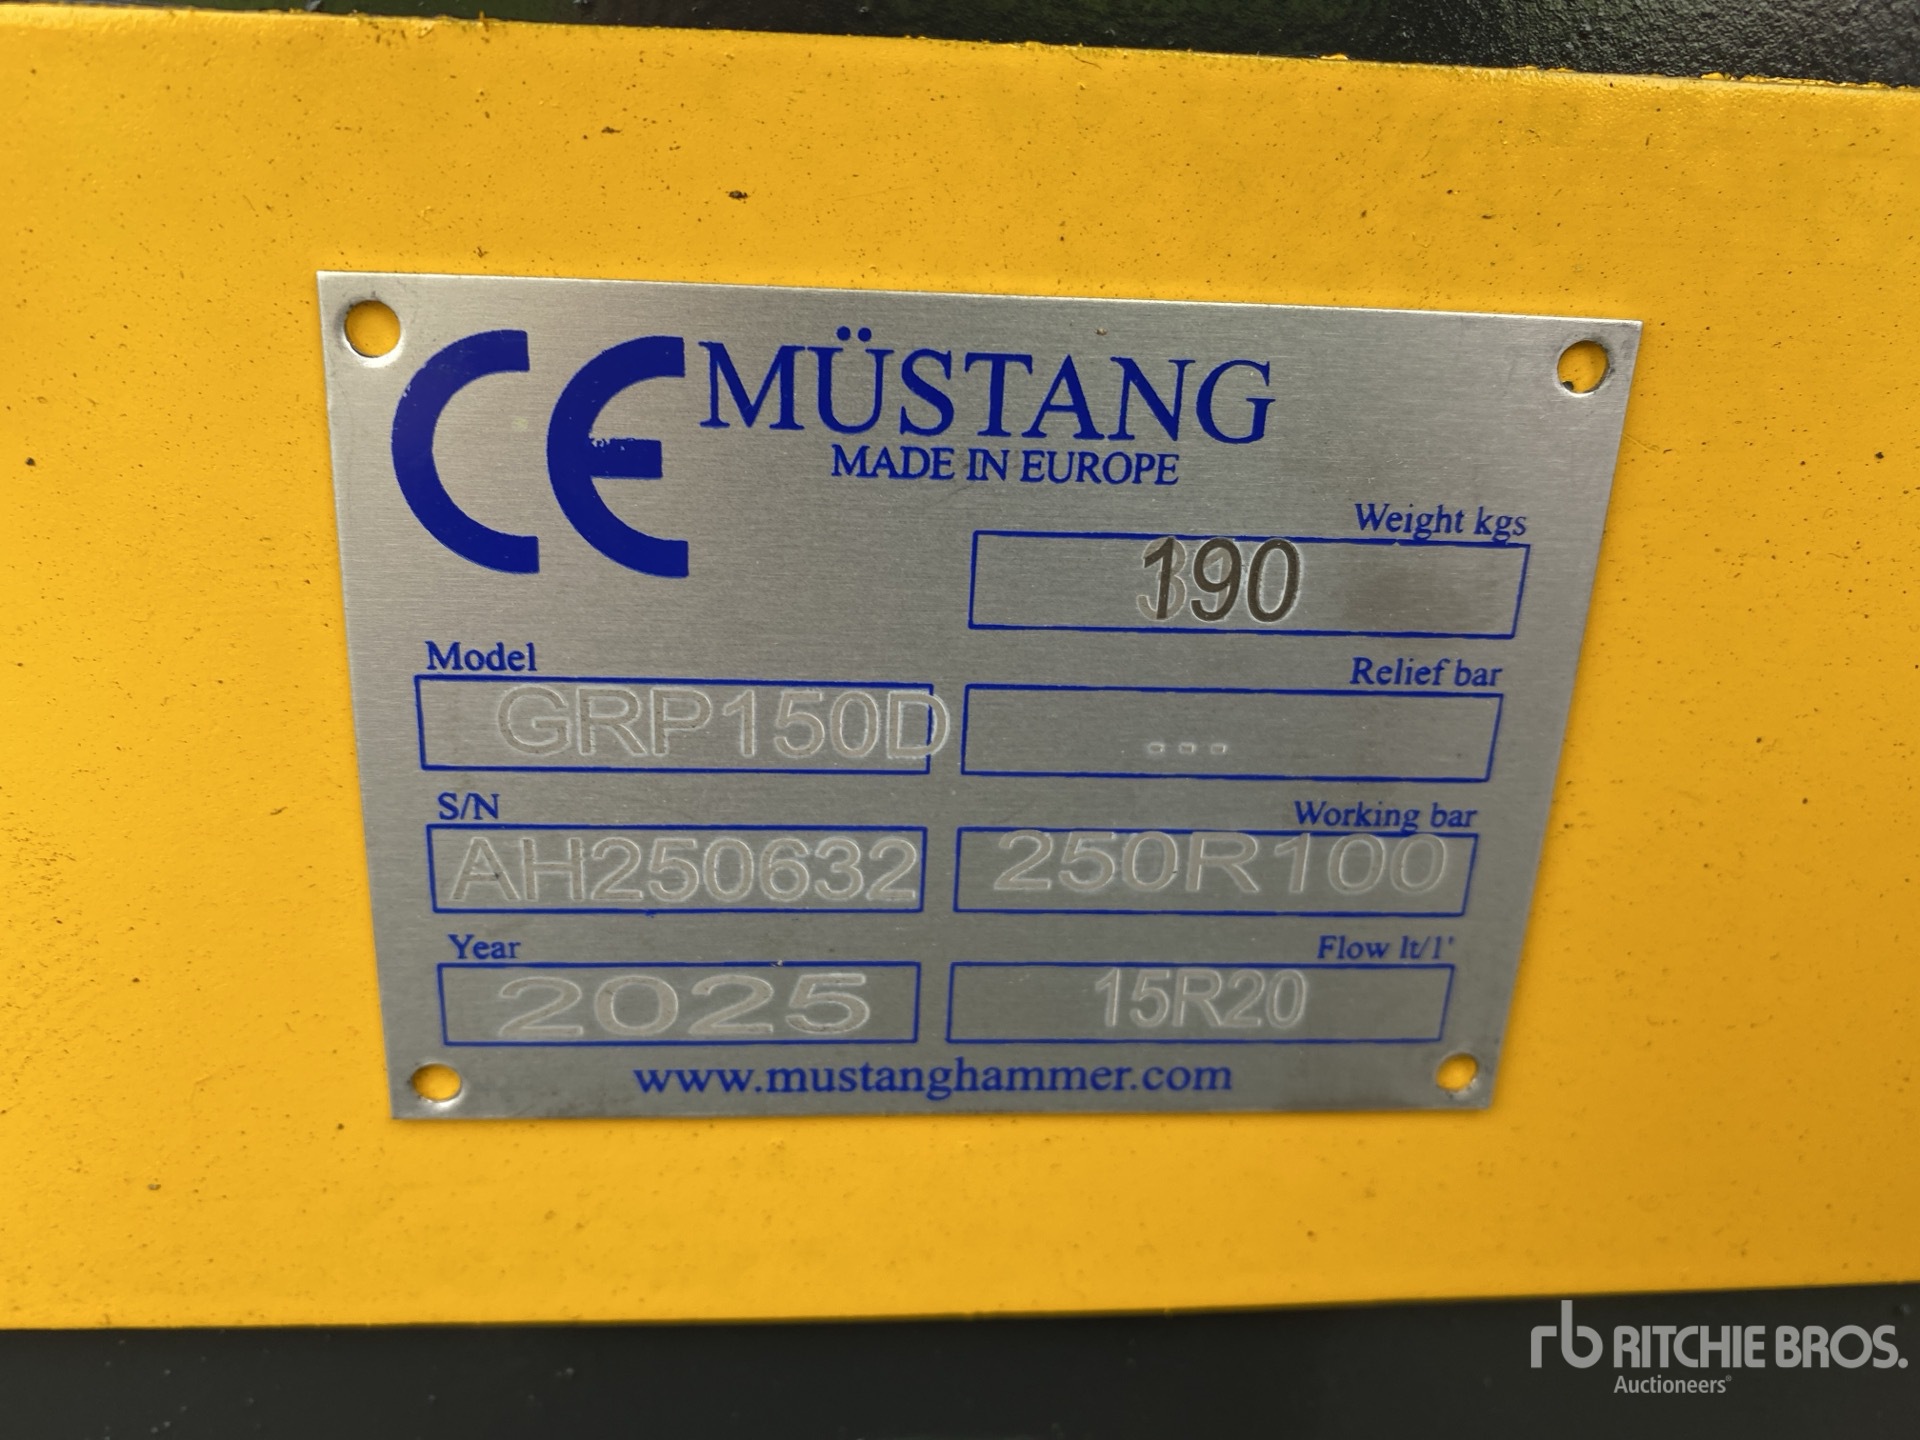 CE MÜSTANG
MADE IN EUROPE
Weight kgs
190
Model
GRP150D
Relief bar
...
S/N
AH250632
Working bar
250R100
Year
2025
Flow lt/1'
15R20
www.mustanghammer.com
rb RITCHIE BROS.
Auctioneers®